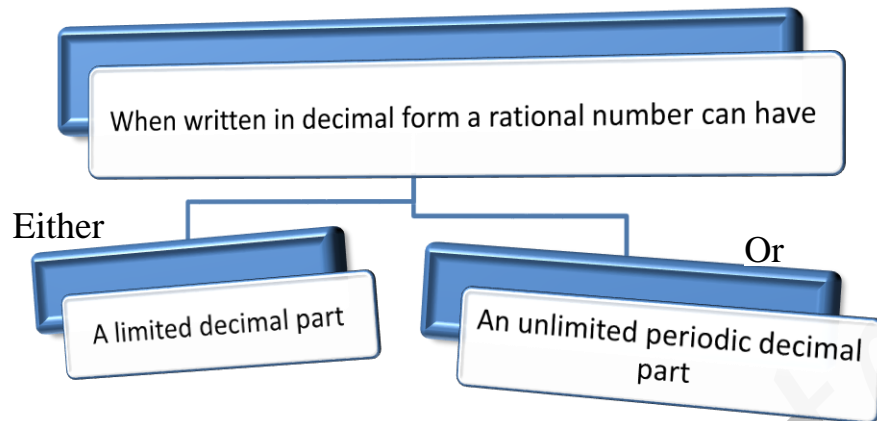 When written in decimal form a rational number can have
Either
Or
A limited decimal part
An unlimited periodic decimal
part